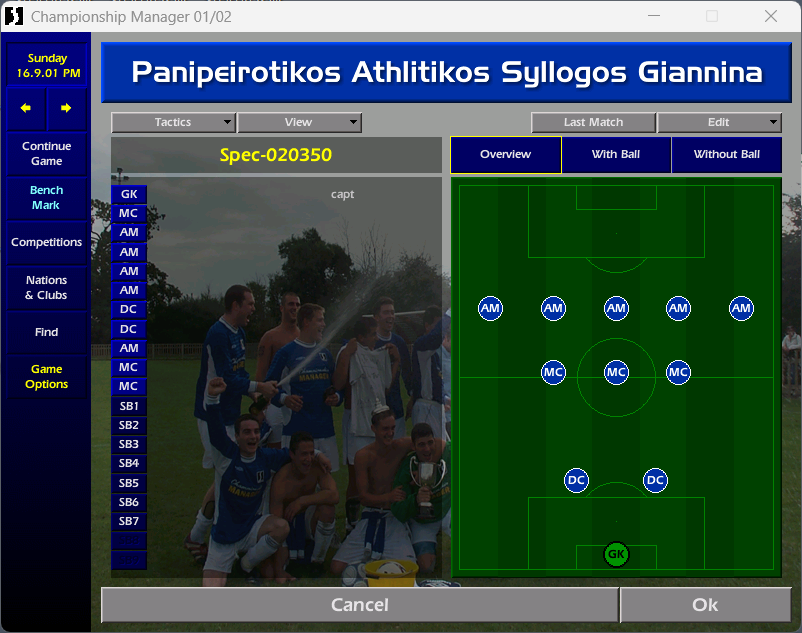 Championship Manager 01/02
Sunday
16.9.01 PM
Continue
Game
Bench
Mark
Competitions
Nations
& Clubs
Find
Game
Options
Panipeirotikos Athlitikos Syllogos Giannina
Tactics
View
Last Match
Edit
Spec-020350
Overview
With Ball
Without Ball
GK
capt
MC
AM
AM
AM
AM
DC
DC
AM
MC
MC
SB1
SB2
SB3
SB4
SB5
SB6
SB7
AM AM AM AM AM
MC MC MC
DC DC
GK
Cancel
Ok